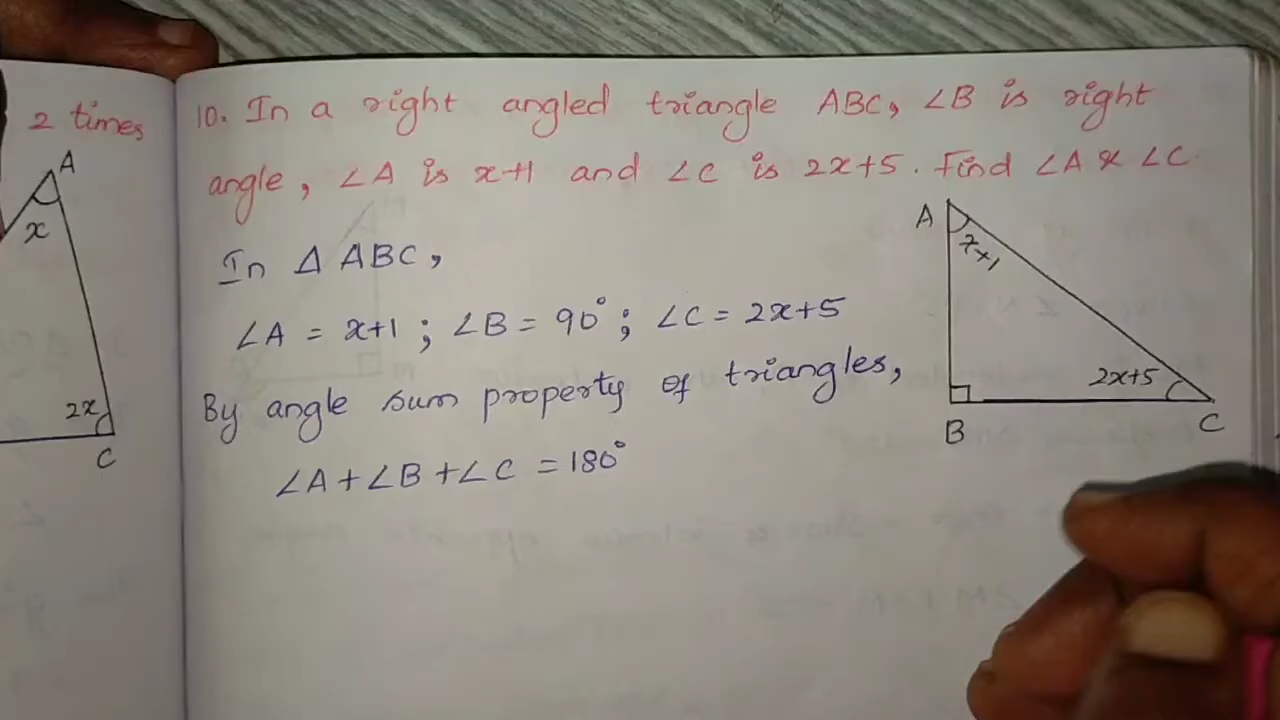 2 times
A
x
2x
C
10. In a right angled triangle ABC, ∠B is right
angle, ∠A is x+1 and ∠C is 2x+5. Find ∠A & ∠C.
In △ ABC,
∠A = x+1 ; ∠B = 90° ; ∠C = 2x+5
By angle sum property of triangles,
∠A + ∠B + ∠C = 180°
A
x+1
2x+5
B
C